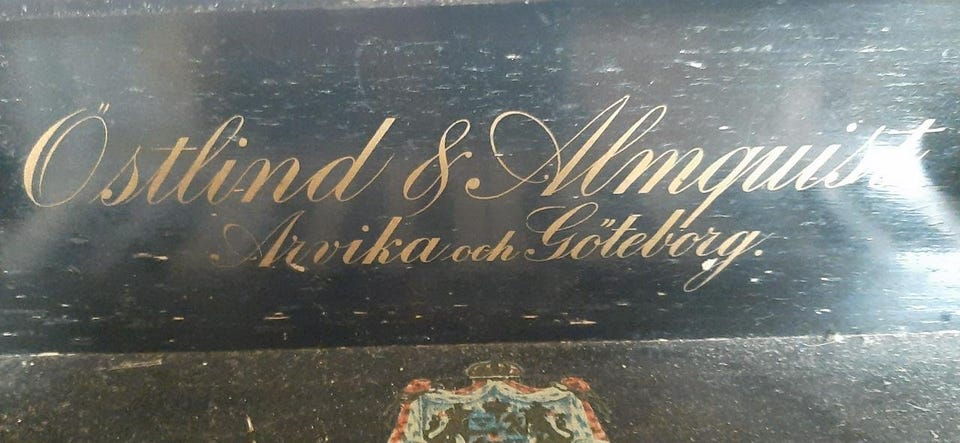 Östlind & Almquist
Arvika och Göteborg.